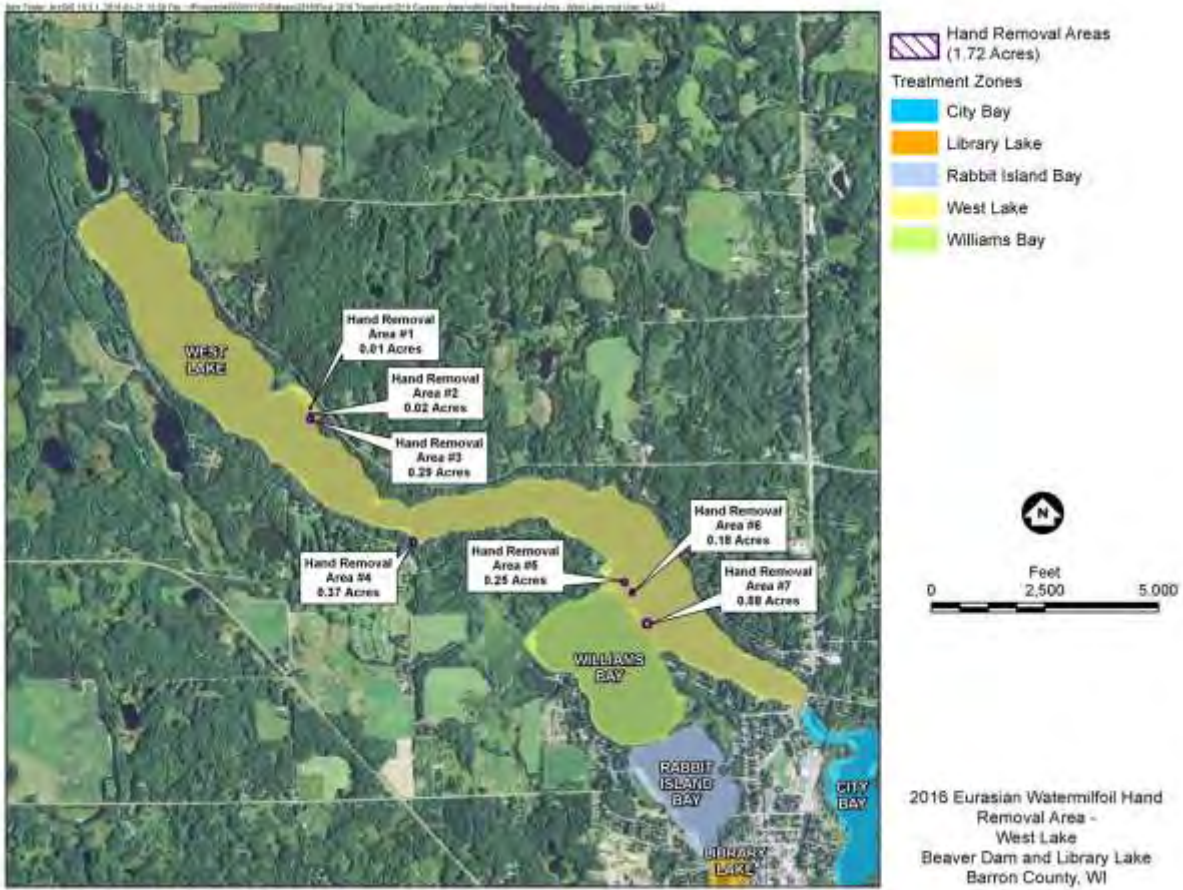 Hand Removal Areas
(1.72 Acres)
Treatment Zones
City Bay
Library Lake
Rabbit Island Bay
West Lake
Williams Bay
WEST
LAKE
Hand Removal
Area #1
0.01 Acres
Hand Removal
Area #2
0.02 Acres
Hand Removal
Area #3
0.29 Acres
Hand Removal
Area #4
0.37 Acres
Hand Removal
Area #5
0.25 Acres
Hand Removal
Area #6
0.18 Acres
Hand Removal
Area #7
Acres
WILLIAMS
BAY
RABBIT
ISLAND
BAY
CITY
BAY
LIBRARY
LAKE
N
Feet
0 2,500 5,000
2016 Eurasian Watermilfoil Hand
Removal Area -
West Lake
Beaver Dam and Library Lake
Barron County, WI